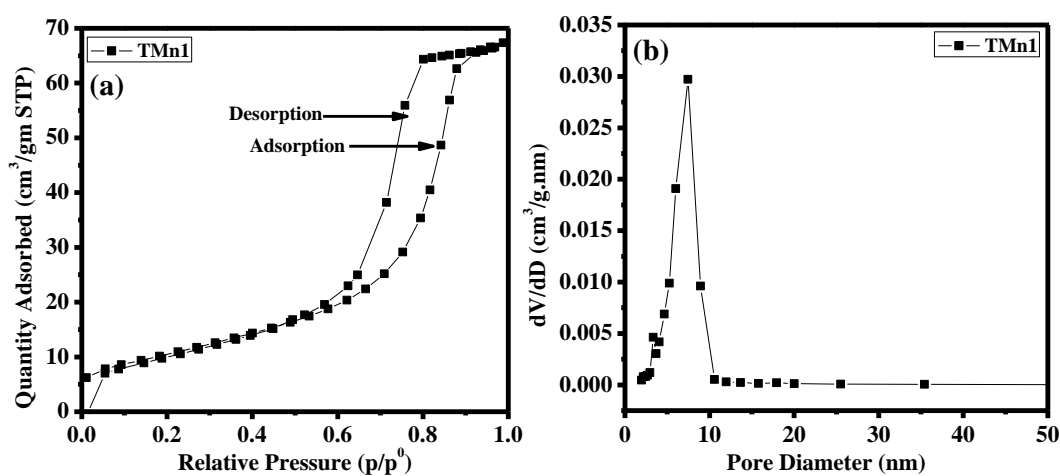 TMn1
(a)
Desorption
Adsorption
70
60
50
40
30
20
10
0
0.0 0.2 0.4 0.6 0.8 1.0
Quantity Adsorbed (cm³/gm STP)
Relative Pressure (p/p⁰)
(b)
TMn1
0.035
0.030
0.025
0.020
0.015
0.010
0.005
0.000
0 10 20 30 40 50
dV/dD (cm³/g.nm)
Pore Diameter (nm)